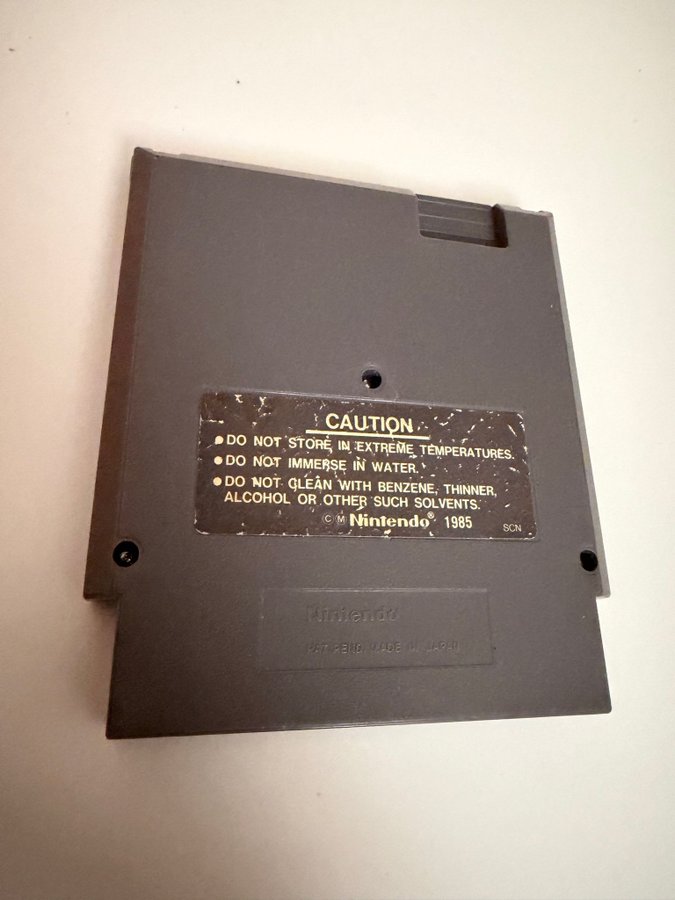 CAUTION
● DO NOT STORE IN EXTREME TEMPERATURES.
● DO NOT IMMERSE IN WATER.
● DO NOT CLEAN WITH BENZENE, THINNER,
ALCOHOL OR OTHER SUCH SOLVENTS.
Ⓒ Ⓜ Nintendo® 1985 SCN
Nintendo
PAT. PEND. MADE IN JAPAN